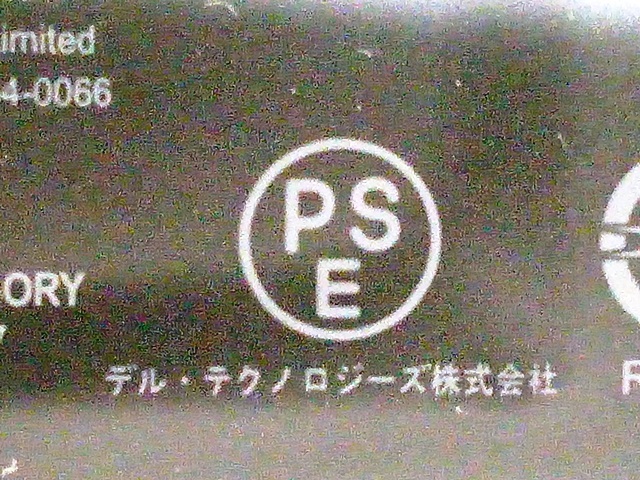 imited
4-0066
PS
E
ORY
デル・テクノロジーズ株式会社